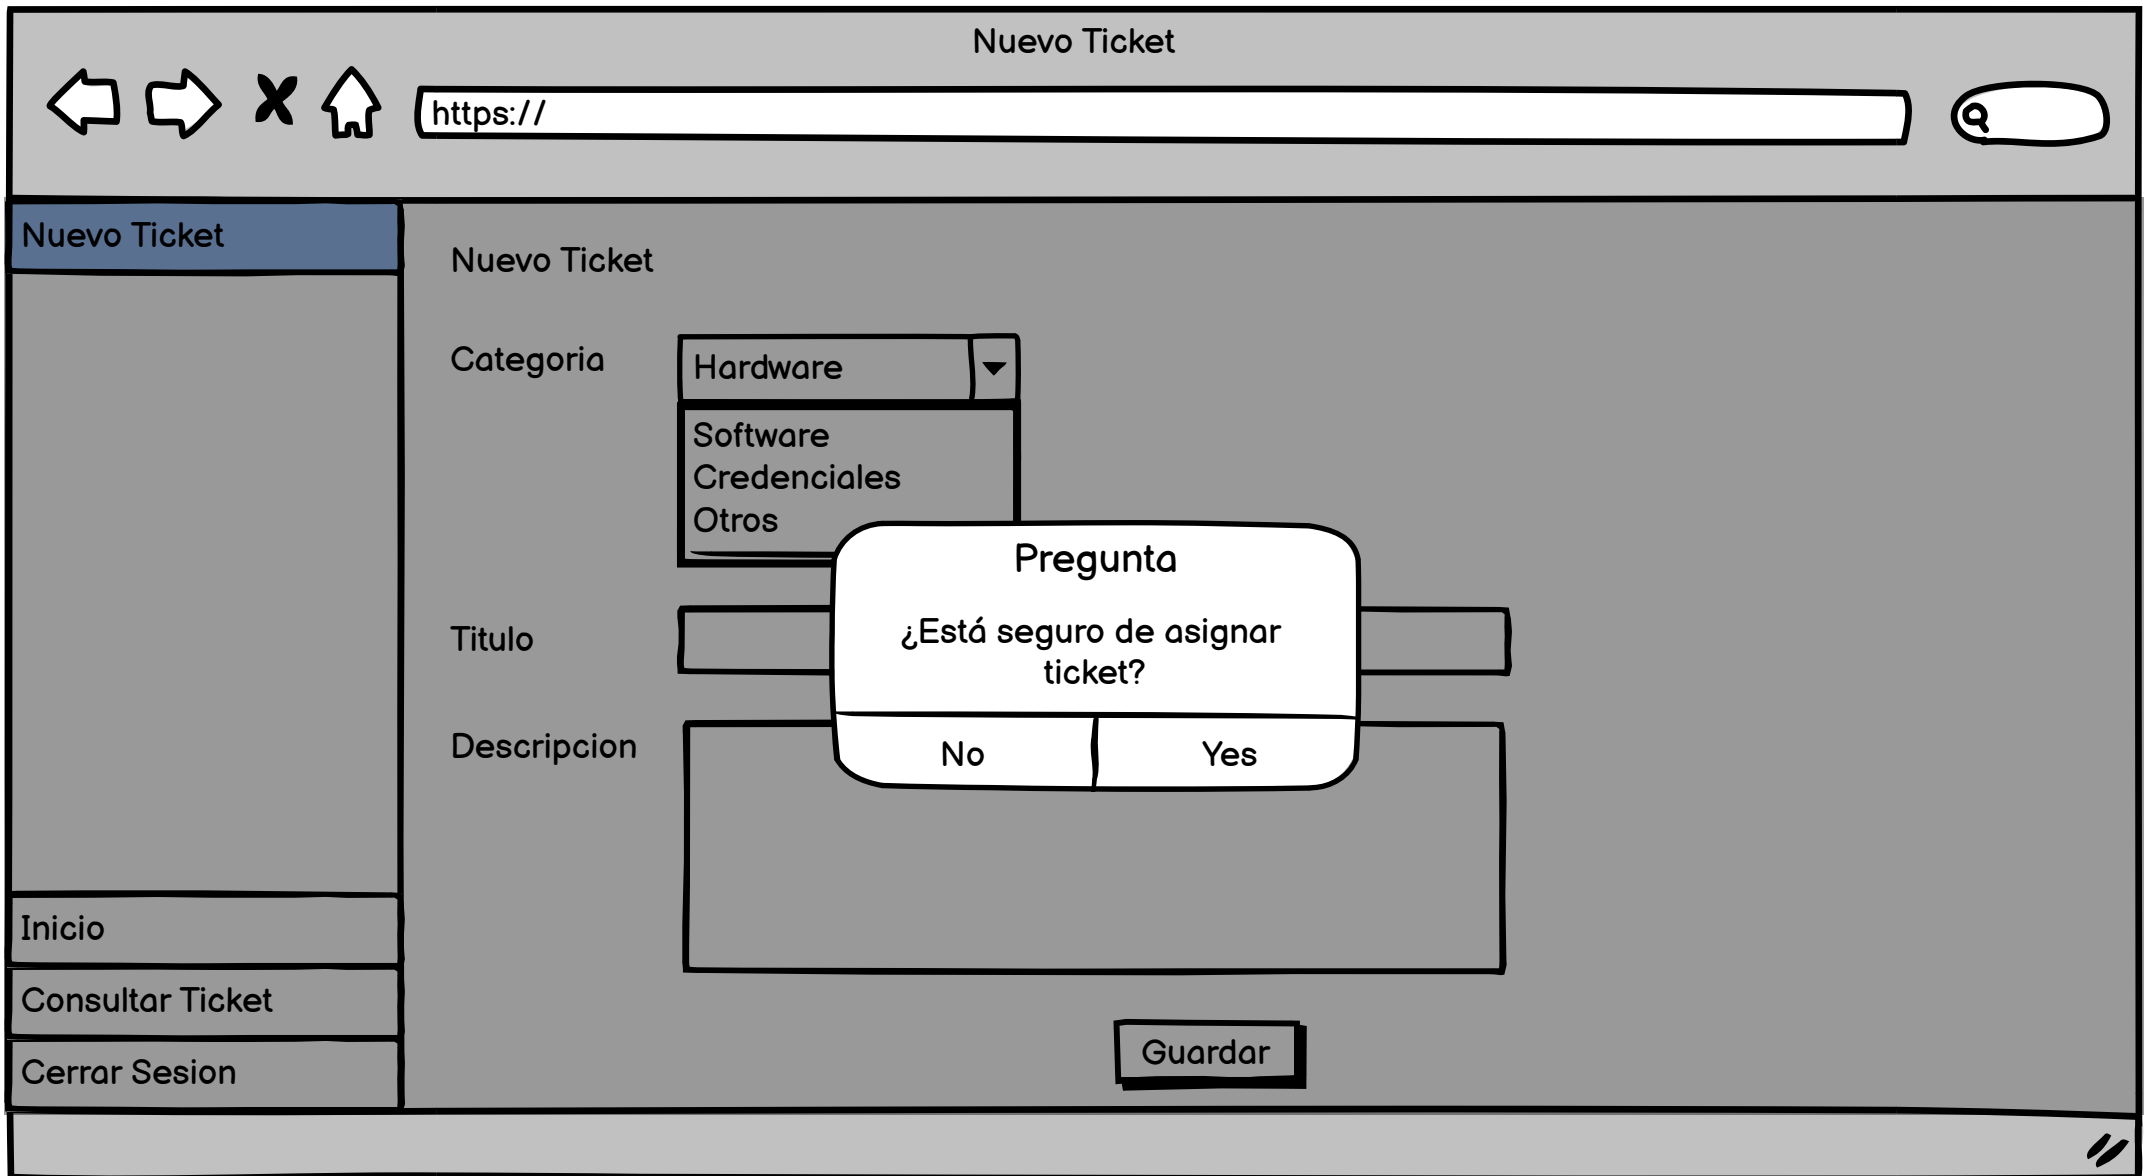 Nuevo Ticket
https://
Nuevo Ticket
Nuevo Ticket
Categoria
Hardware
Software
Credenciales
Otros
Pregunta
¿Está seguro de asignar
ticket?
No
Yes
Titulo
Descripcion
Guardar
Inicio
Consultar Ticket
Cerrar Sesion